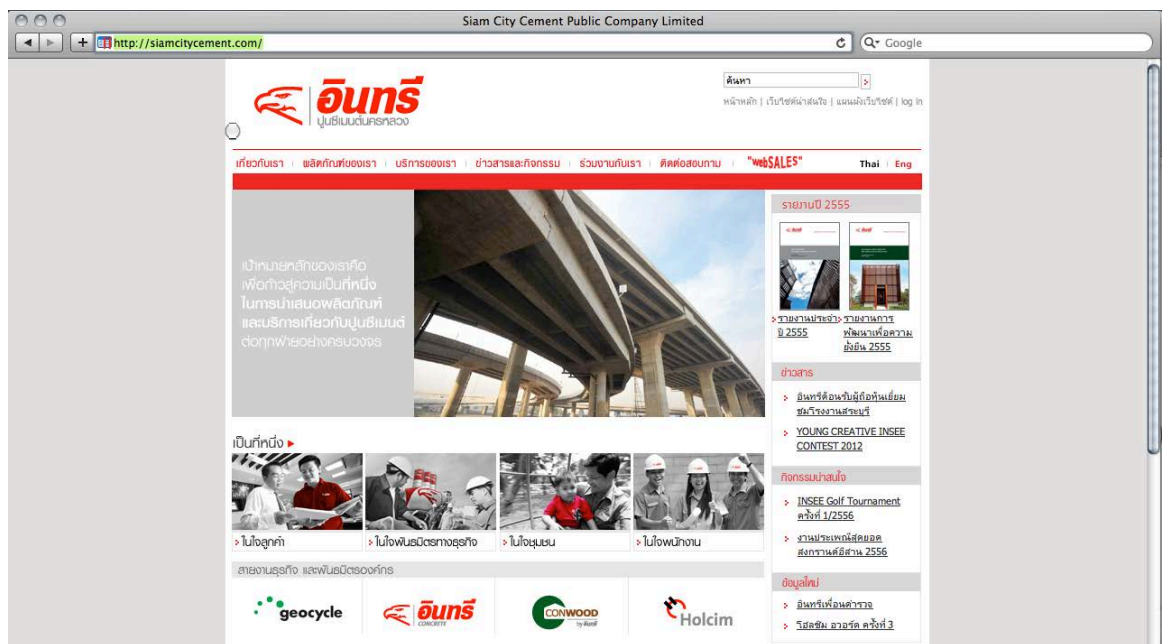 Siam City Cement Public Company Limited
http://siamcitycement.com/
Google
ค้นหา
หน้าหลัก | เว็บไซต์น่าสนใจ | แผนผังเว็บไซต์ | log in
อินทรี
ปูนซีเมนต์นครหลวง
เกี่ยวกับเรา | ผลิตภัณฑ์ของเรา | บริการของเรา | ข่าวสารและกิจกรรม | ร่วมงานกับเรา | ติดต่อสอบถาม | "webSALES" Thai | Eng
เป้าหมายหลักของเราคือ
เพื่อก้าวสู่ความเป็นที่หนึ่ง
ในการนำเสนอผลิตภัณฑ์
และบริการเกี่ยวกับปูนซีเมนต์
ต่อทุกฝ่ายอย่างครบวงจร
รายงานปี 2555
รายงานประจำ
ปี 2555
รายงานการ
พัฒนาเพื่อความ
ยั่งยืน 2555
ข่าวสาร
อินทรีต้อนรับผู้ถือหุ้นเยี่ยม
ชมโรงงานสระบุรี
YOUNG CREATIVE INSEE
CONTEST 2012
กิจกรรมน่าสนใจ
INSEE Golf Tournament
ครั้งที่ 1/2556
งานประเพณีสุดยอด
สงกรานต์อีสาน 2556
ข้อมูลใหม่
อินทรีเพื่อนตำรวจ
โฮลซิม อวอร์ด ครั้งที่ 3
เป็นที่หนึ่ง
ในใจลูกค้า
ในใจพันธมิตรทางธุรกิจ
ในใจชุมชน
ในใจพนักงาน
สายงานธุรกิจ และพันธมิตรองค์กร
geocycle
อินทรี
CONCRETE
CONWOOD
Holcim